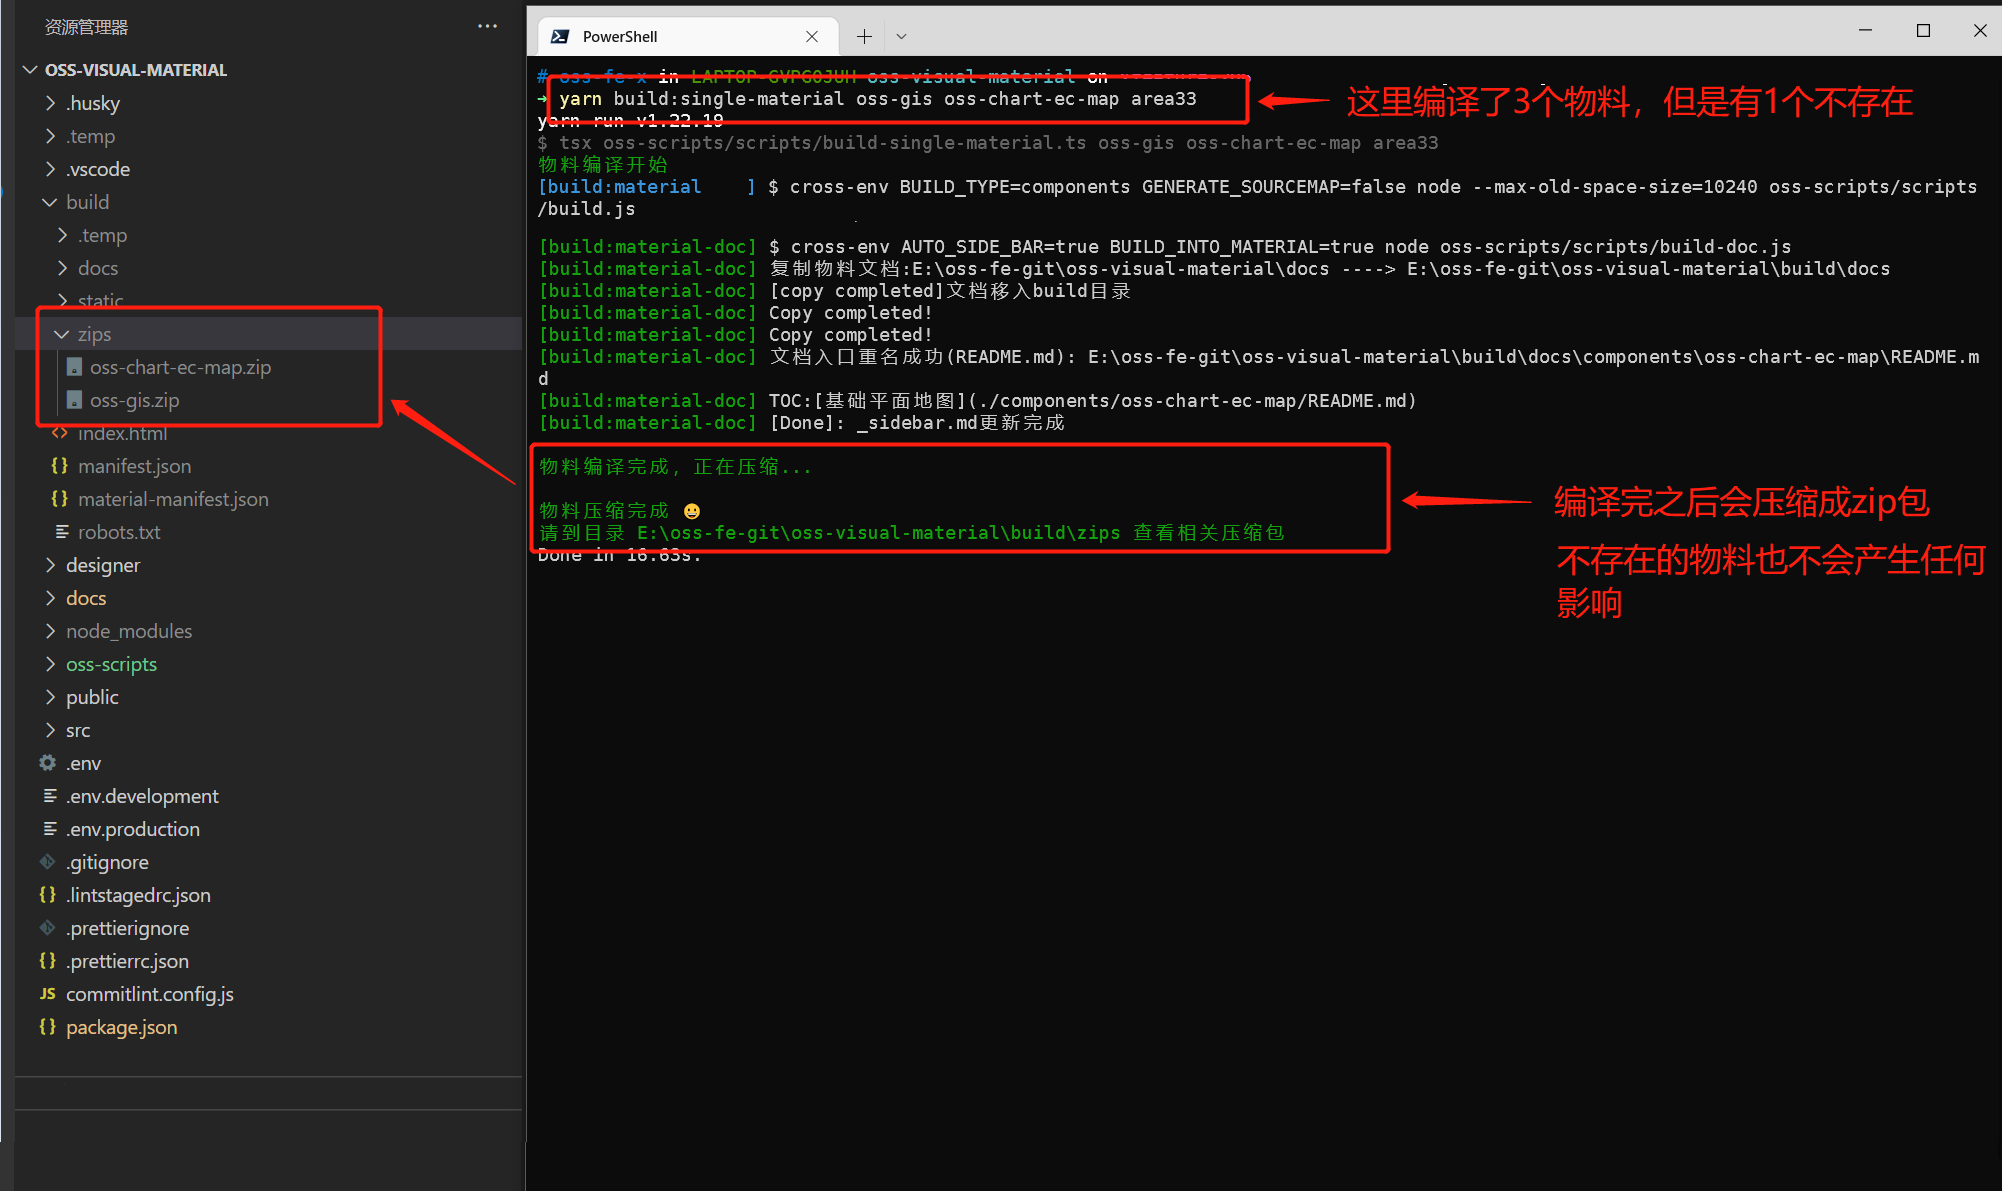 资源管理器
OSS-VISUAL-MATERIAL
.husky
.temp
.vscode
build
.temp
docs
static
zips
oss-chart-ec-map.zip
oss-gis.zip
index.html
manifest.json
material-manifest.json
robots.txt
designer
docs
node_modules
oss-scripts
public
src
.env
.env.development
.env.production
.gitignore
.lintstagedrc.json
.prettierignore
.prettierrc.json
JS commitlint.config.js
package.json
PowerShell
# oss-fe-x in LAPTOP-GVPG0JUH oss-visual-material on
→ yarn build:single-material oss-gis oss-chart-ec-map area33
yarn run v1.22.19
$ tsx oss-scripts/scripts/build-single-material.ts oss-gis oss-chart-ec-map area33
物料编译开始
[build:material    ] $ cross-env BUILD_TYPE=components GENERATE_SOURCEMAP=false node --max-old-space-size=10240 oss-scripts/scripts
/build.js
[build:material-doc] $ cross-env AUTO_SIDE_BAR=true BUILD_INTO_MATERIAL=true node oss-scripts/scripts/build-doc.js
[build:material-doc] 复制物料文档:E:\oss-fe-git\oss-visual-material\docs ----> E:\oss-fe-git\oss-visual-material\build\docs
[build:material-doc] [copy completed]文档移入build目录
[build:material-doc] Copy completed!
[build:material-doc] Copy completed!
[build:material-doc] 文档入口重名成功(README.md): E:\oss-fe-git\oss-visual-material\build\docs\components\oss-chart-ec-map\README.m
d
[build:material-doc] TOC:[基础平面地图](./components/oss-chart-ec-map/README.md)
[build:material-doc] [Done]: _sidebar.md更新完成
物料编译完成, 正在压缩...
物料压缩完成 😀
请到目录 E:\oss-fe-git\oss-visual-material\build\zips 查看相关压缩包
Done in 16.63s.
这里编译了3个物料，但是有1个不存在
编译完之后会压缩成zip包
不存在的物料也不会产生任何
影响